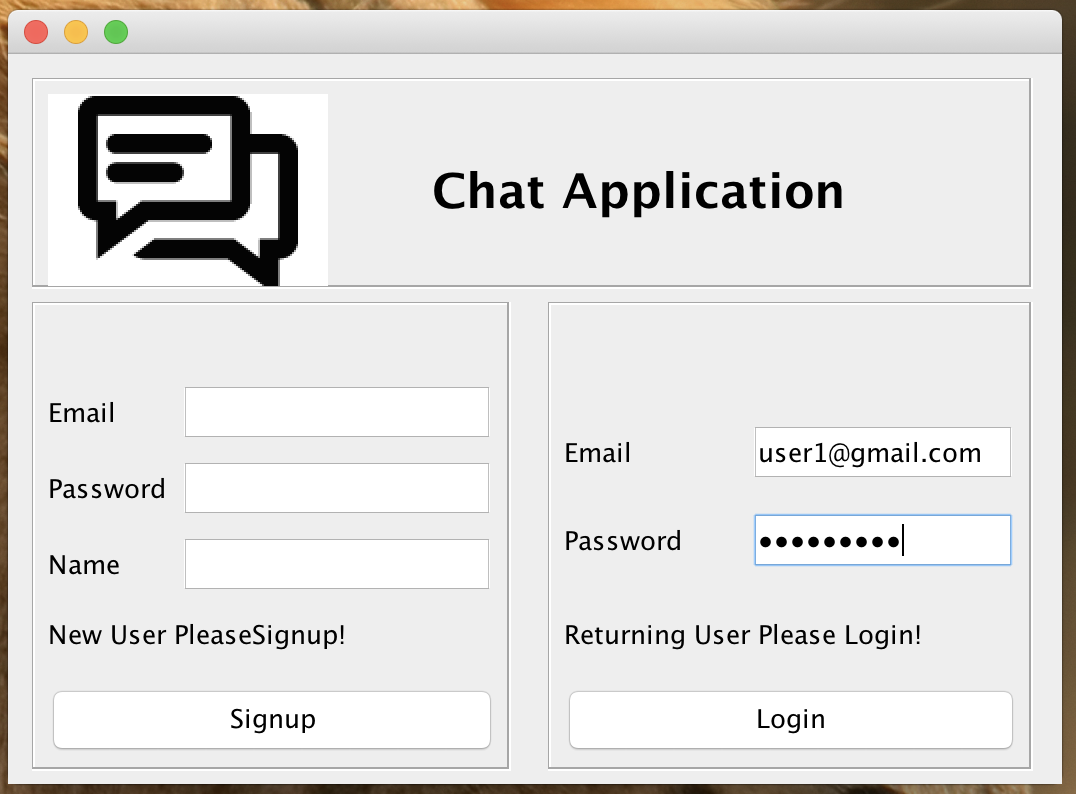 Chat Application
Email
Password
Name
New User PleaseSignup!
Signup
Email user1@gmail.com
Password •••••••••
Returning User Please Login!
Login